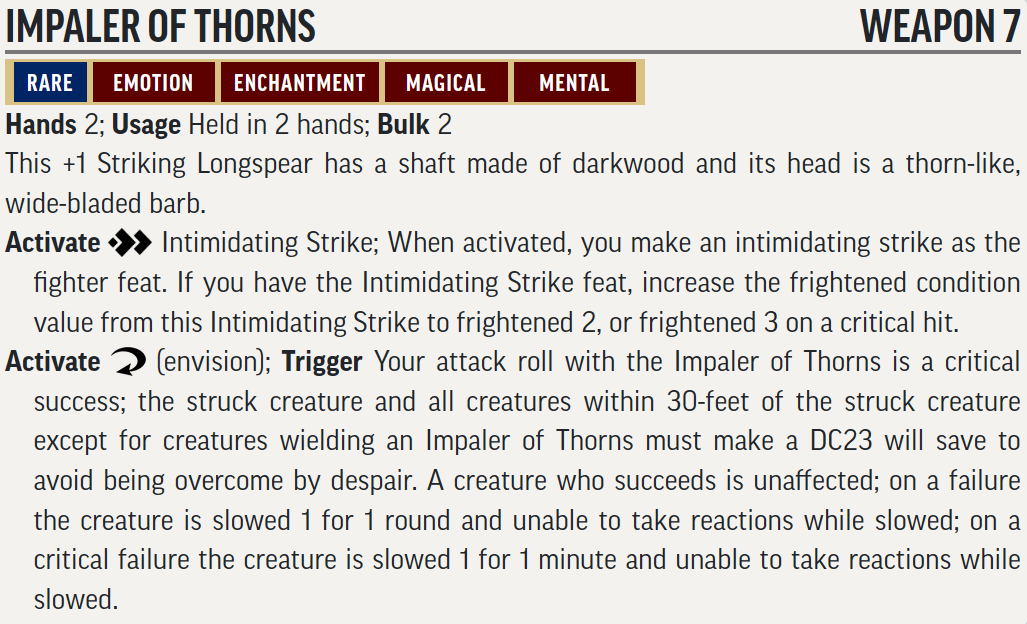 IMPALER OF THORNS WEAPON 7
RARE EMOTION ENCHANTMENT MAGICAL MENTAL
Hands 2; Usage Held in 2 hands; Bulk 2
This +1 Striking Longspear has a shaft made of darkwood and its head is a thorn-like,
wide-bladed barb.
Activate Intimidating Strike; When activated, you make an intimidating strike as the
fighter feat. If you have the Intimidating Strike feat, increase the frightened condition
value from this Intimidating Strike to frightened 2, or frightened 3 on a critical hit.
Activate (envision); Trigger Your attack roll with the Impaler of Thorns is a critical
success; the struck creature and all creatures within 30-feet of the struck creature
except for creatures wielding an Impaler of Thorns must make a DC23 will save to
avoid being overcome by despair. A creature who succeeds is unaffected; on a failure
the creature is slowed 1 for 1 round and unable to take reactions while slowed; on a
critical failure the creature is slowed 1 for 1 minute and unable to take reactions while
slowed.